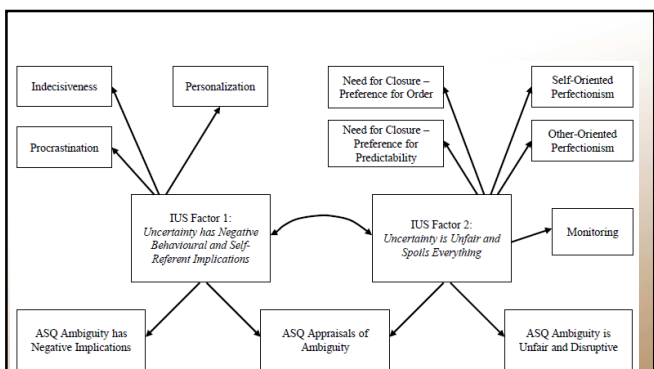 Indecisiveness
Personalization
Need for Closure –
Preference for Order
Self-Oriented
Perfectionism
Procrastination
Need for Closure –
Preference for
Predictability
Other-Oriented
Perfectionism
IUS Factor 1:
Uncertainty has Negative
Behavioural and Self-
Referent Implications
IUS Factor 2:
Uncertainty is Unfair and
Spoils Everything
Monitoring
ASQ Ambiguity has
Negative Implications
ASQ Appraisals of
Ambiguity
ASQ Ambiguity is
Unfair and Disruptive